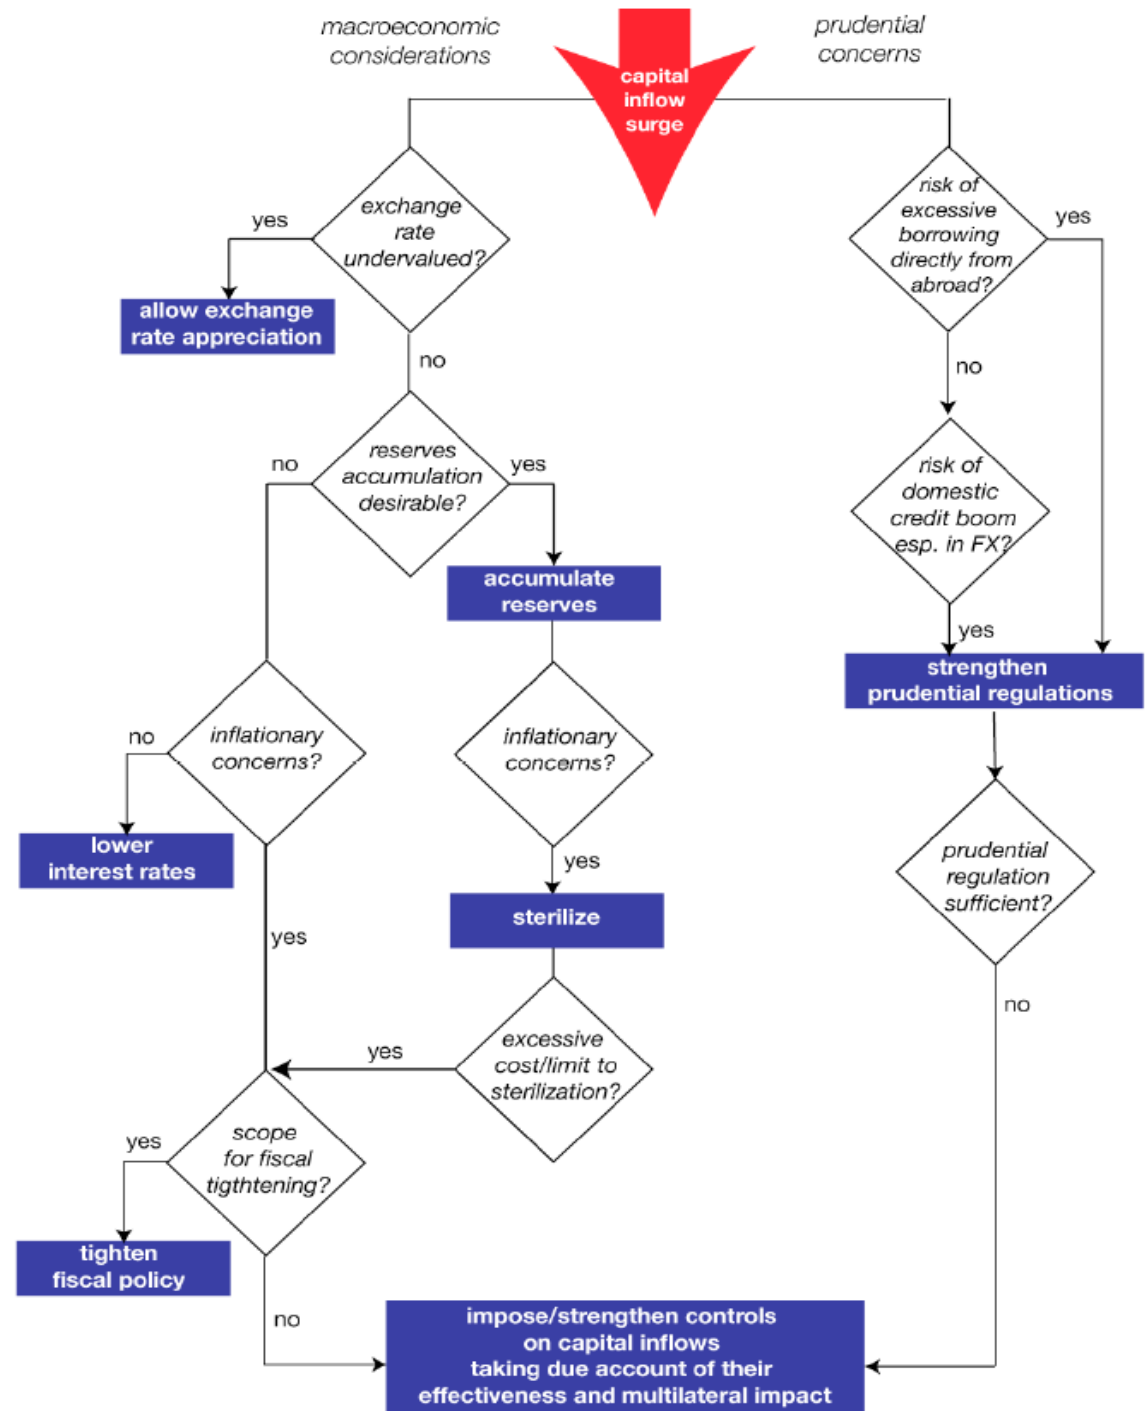 macroeconomic
considerations
prudential
concerns
capital
inflow
surge
exchange
rate
undervalued?
yes
allow exchange
rate appreciation
no
reserves
accumulation
desirable?
no
yes
accumulate
reserves
inflationary
concerns?
no
lower
interest rates
yes
inflationary
concerns?
yes
sterilize
excessive
cost/limit to
sterilization?
yes
scope
for fiscal
tigthtening?
yes
tighten
fiscal policy
no
risk of
excessive
borrowing
directly from
abroad?
yes
no
risk of
domestic
credit boom
esp. in FX?
yes
strengthen
prudential regulations
prudential
regulation
sufficient?
no
impose/strengthen controls
on capital inflows
taking due account of their
effectiveness and multilateral impact